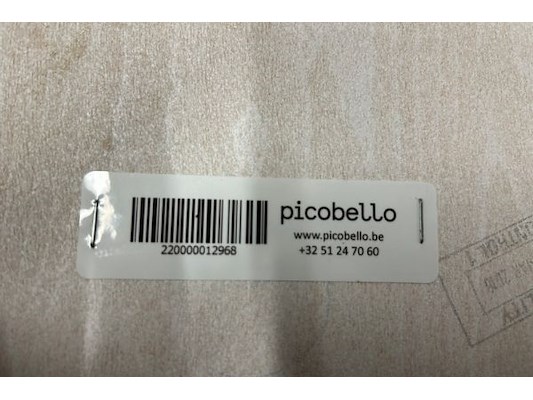 picobello
www.picobello.be
220000012968
+32 51 24 70 60